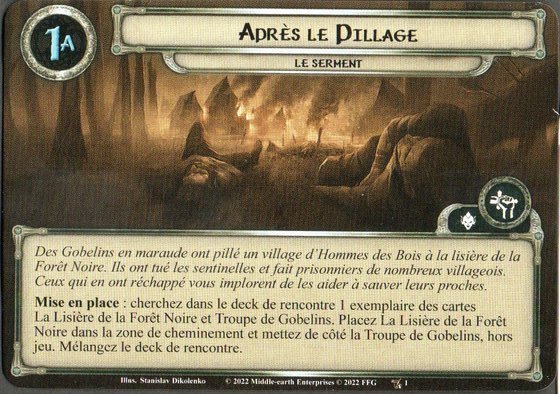 1A
Après le Pillage
Le Serment
Des Gobelins en maraude ont pillé un village d'Hommes des Bois à la lisière de la
Forêt Noire. Ils ont tué les sentinelles et fait prisonniers de nombreux villageois.
Ceux qui en ont réchappé vous implorent de les aider à sauver leurs proches.
Mise en place : cherchez dans le deck de rencontre 1 exemplaire des cartes
La Lisière de la Forêt Noire et Troupe de Gobelins. Placez La Lisière de la Forêt
Noire dans la zone de cheminement et mettez de côté la Troupe de Gobelins, hors
jeu. Mélangez le deck de rencontre.
Illus. Stanislav Dikolenko © 2022 Middle-earth Enterprises © 2022 FFG 1